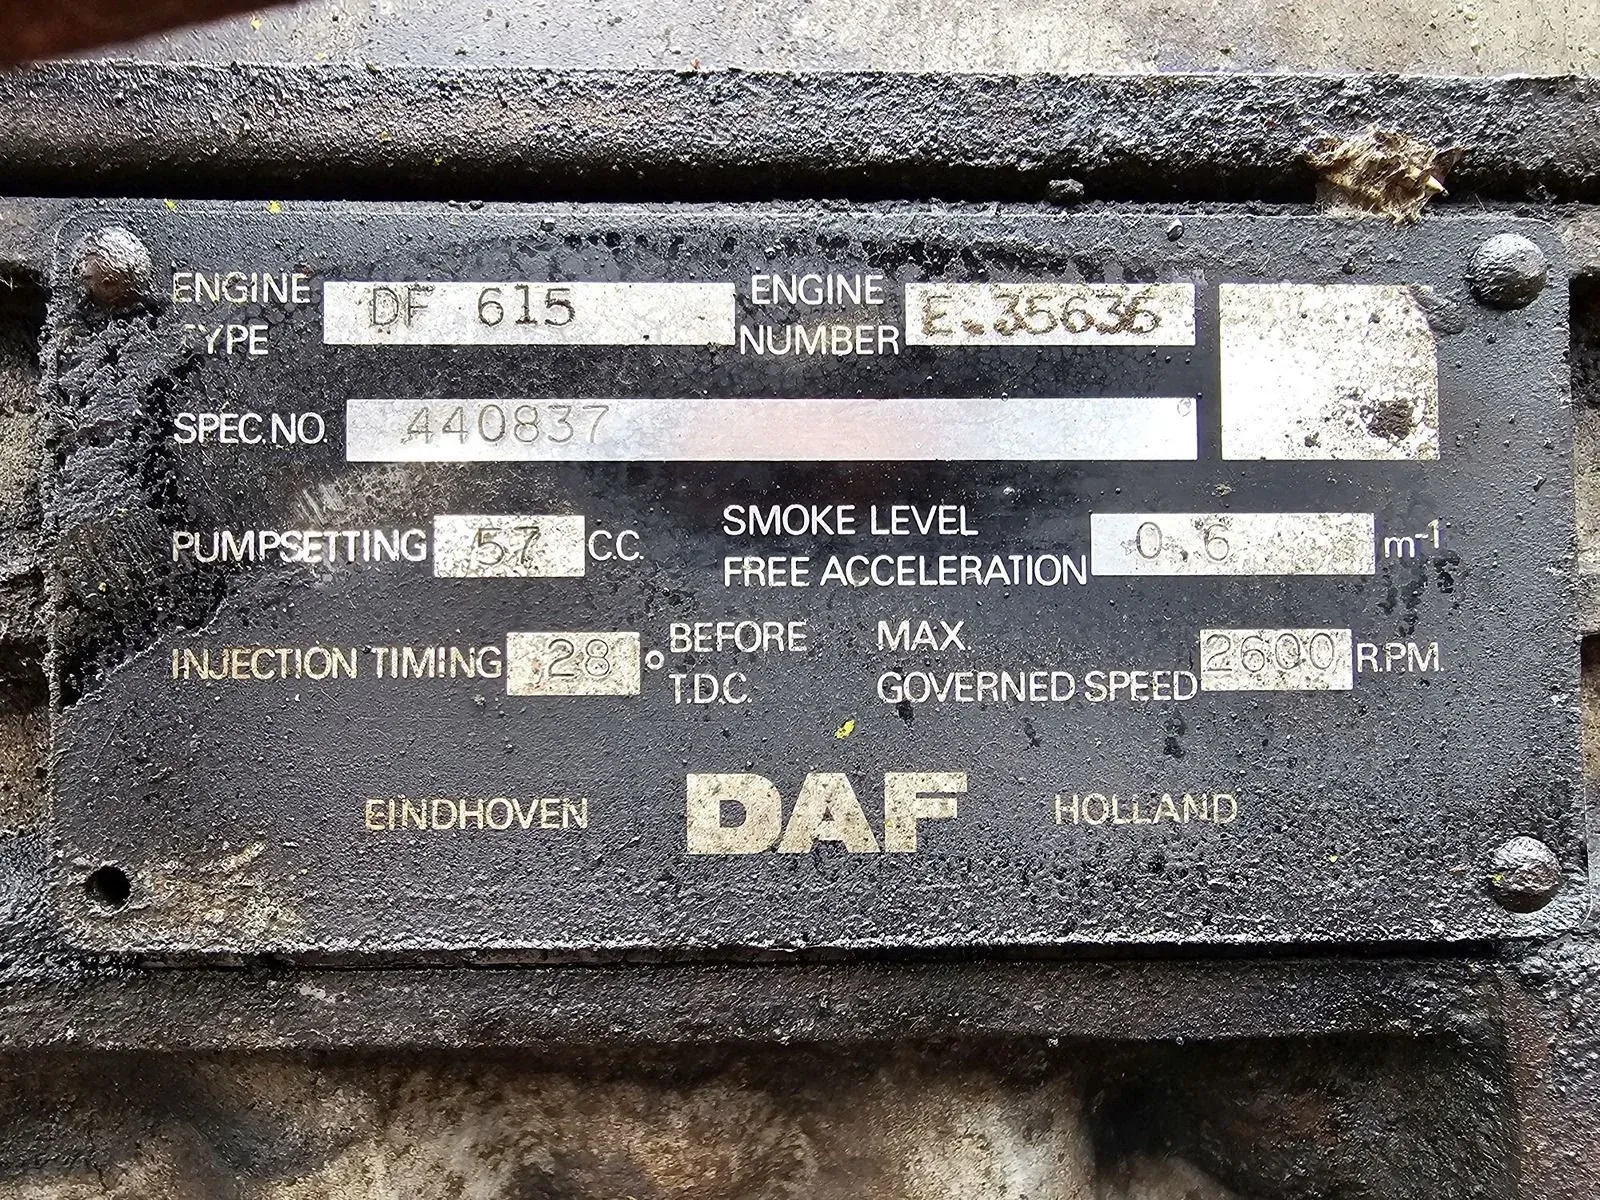 ENGINE TYPE DF 615 ENGINE NUMBER E.35636
SPEC.NO. 440837
PUMPSETTING 57 C.C. SMOKE LEVEL FREE ACCELERATION 0.6 m⁻¹
INJECTION TIMING 28 ° BEFORE T.D.C. MAX. GOVERNED SPEED 2600 R.P.M.
EINDHOVEN DAF HOLLAND